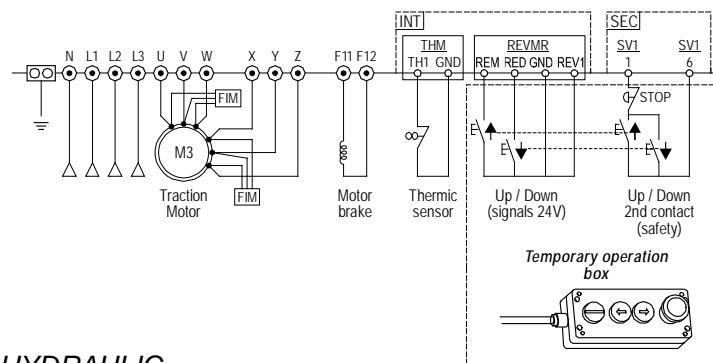 INT
SEC
THM
REVMR
SV1 SV1
N L1 L2 L3 U V W X Y Z F11 F12 TH1 GND REM RED GND REV1 1 6
STOP
FIM
M3
FIM
Traction
Motor
Motor
brake
Thermic
sensor
Up / Down
(signals 24V)
Up / Down
2nd contact
(safety)
Temporary operation
box
HYDRAULIC